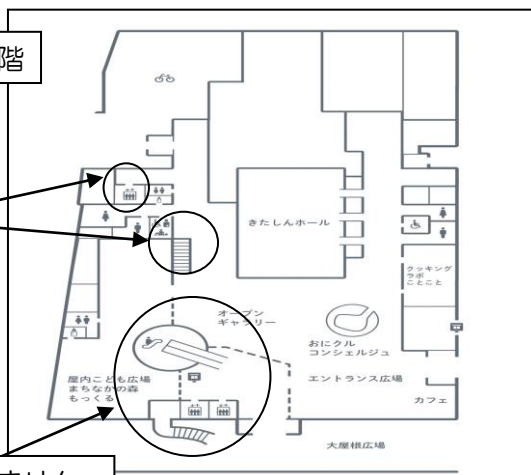 階
きたしんホール
クッキング
ラボ
ことこと
オープン
ギャラリー
おにクル
コンシェルジュ
屋内こども広場
まちなかの森
もっくる
エントランス広場
カフェ
大屋根広場
ません